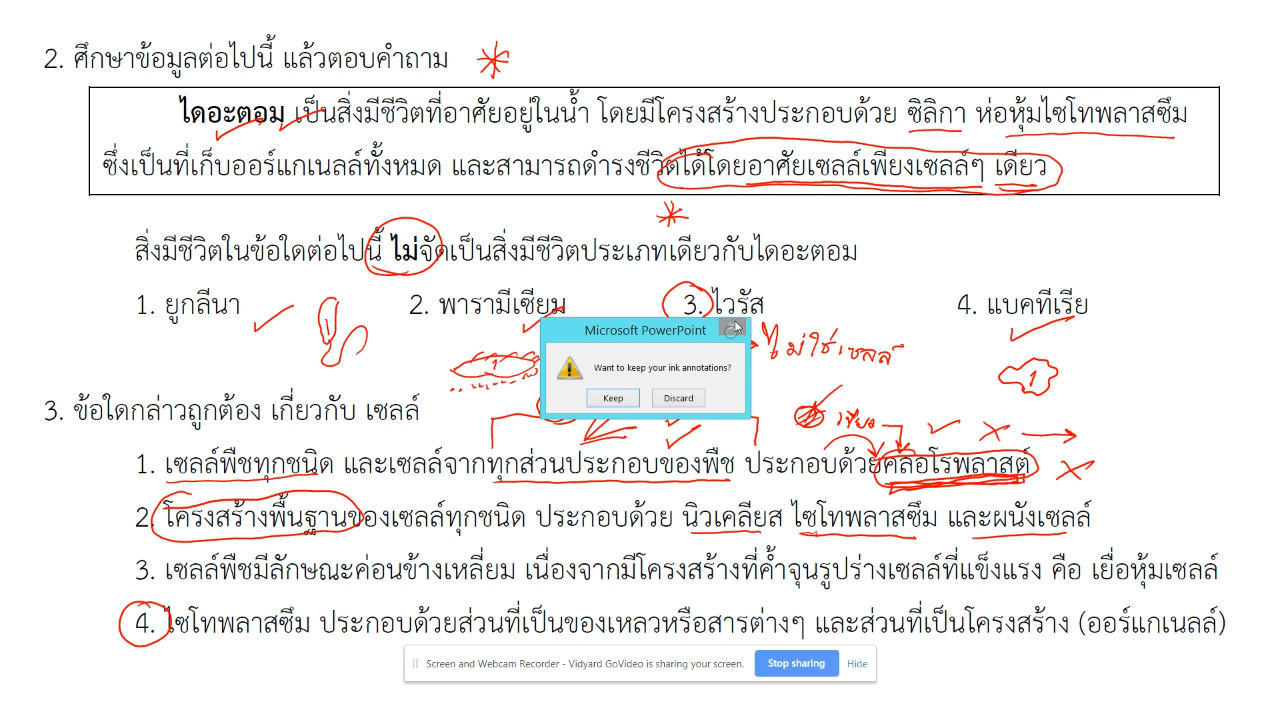 2. ศึกษาข้อมูลต่อไปนี้ แล้วตอบคำถาม
ไดอะตอม เป็นสิ่งมีชีวิตที่อาศัยอยู่ในน้ำ โดยมีโครงสร้างประกอบด้วย ซิลิกา ห่อหุ้มไซโทพลาสซึม
ซึ่งเป็นที่เก็บออร์แกเนลล์ทั้งหมด และสามารถดำรงชีวิตได้โดยอาศัยเซลล์เพียงเซลล์ๆ เดียว
สิ่งมีชีวิตในข้อใดต่อไปนี้ ไม่จัดเป็นสิ่งมีชีวิตประเภทเดียวกับไดอะตอม
1. ยูกลีนา 2. พารามีเซียม 3. ไวรัส 4. แบคทีเรีย
ไม่ใช่เซลล์
Microsoft PowerPoint
Want to keep your ink annotations?
Keep Discard
3. ข้อใดกล่าวถูกต้อง เกี่ยวกับ เซลล์
เขียว
1. เซลล์พืชทุกชนิด และเซลล์จากทุกส่วนประกอบของพืช ประกอบด้วยคลอโรพลาสต์
2. โครงสร้างพื้นฐานของเซลล์ทุกชนิด ประกอบด้วย นิวเคลียส ไซโทพลาสซึม และผนังเซลล์
3. เซลล์พืชมีลักษณะค่อนข้างเหลี่ยม เนื่องจากมีโครงสร้างที่ค้ำจุนรูปร่างเซลล์ที่แข็งแรง คือ เยื่อหุ้มเซลล์
4. ไซโทพลาสซึม ประกอบด้วยส่วนที่เป็นของเหลวหรือสารต่างๆ และส่วนที่เป็นโครงสร้าง (ออร์แกเนลล์)
Screen and Webcam Recorder - Vidyard GoVideo is sharing your screen. Stop sharing Hide